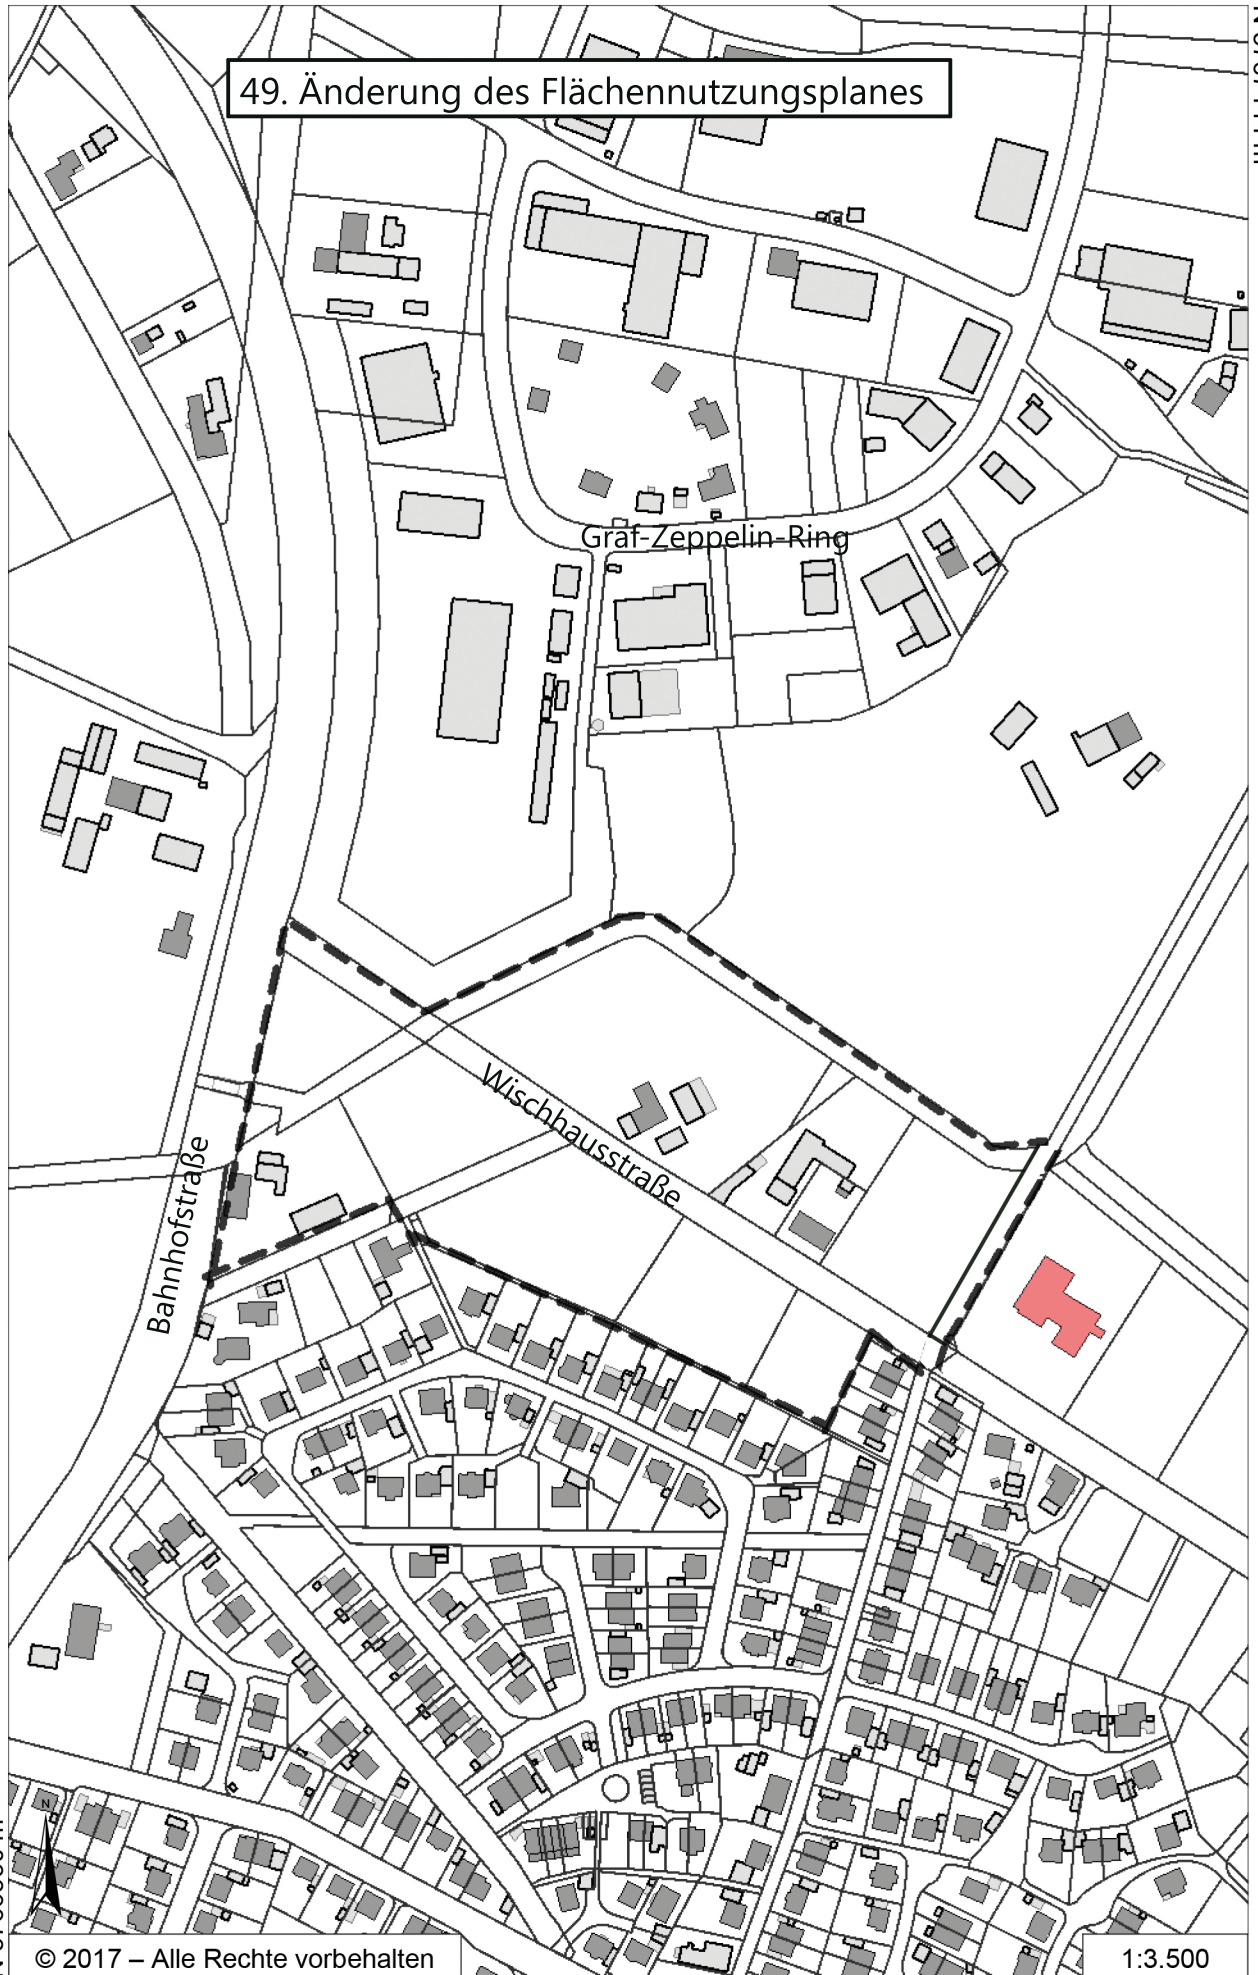 49. Änderung des Flächennutzungsplanes
Graf-Zeppelin-Ring
Wischhausstraße
Bahnhofstraße
N
© 2017 – Alle Rechte vorbehalten
1:3.500